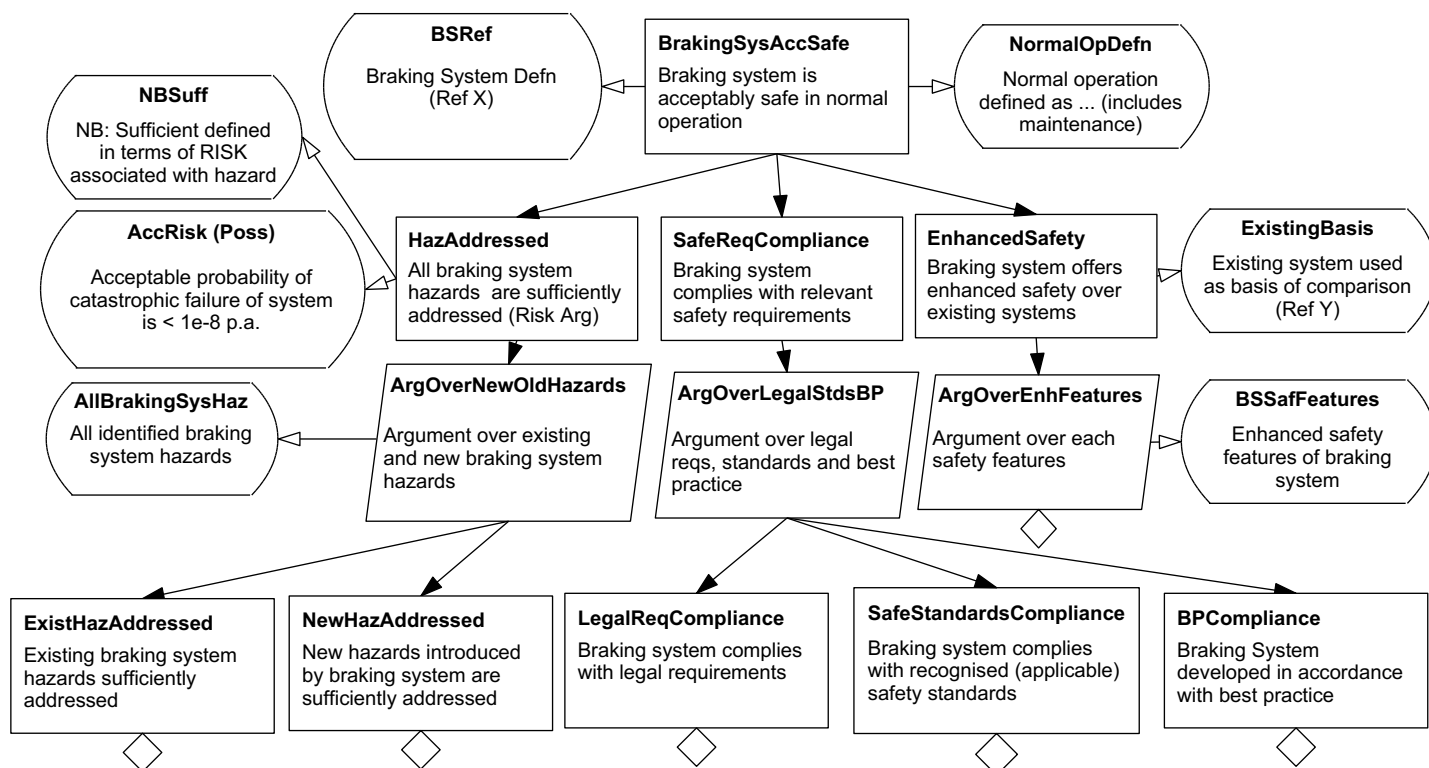 BSRef
Braking System Defn
(Ref X)
BrakingSysAccSafe
Braking system is
acceptably safe in normal
operation
NormalOpDefn
Normal operation
defined as ... (includes
maintenance)
NBSuff
NB: Sufficient defined
in terms of RISK
associated with hazard
AccRisk (Poss)
Acceptable probability of
catastrophic failure of system
is < 1e-8 p.a.
HazAddressed
All braking system
hazards are sufficiently
addressed (Risk Arg)
SafeReqCompliance
Braking system
complies with relevant
safety requirements
EnhancedSafety
Braking system offers
enhanced safety over
existing systems
ExistingBasis
Existing system used
as basis of comparison
(Ref Y)
AllBrakingSysHaz
All identified braking
system hazards
ArgOverNewOldHazards
Argument over existing
and new braking system
hazards
ArgOverLegalStdsBP
Argument over legal
reqs, standards and best
practice
ArgOverEnhFeatures
Argument over each
safety features
BSSafFeatures
Enhanced safety
features of braking
system
ExistHazAddressed
Existing braking system
hazards sufficiently
addressed
NewHazAddressed
New hazards introduced
by braking system are
sufficiently addressed
LegalReqCompliance
Braking system complies
with legal requirements
SafeStandardsCompliance
Braking system complies
with recognised (applicable)
safety standards
BPCompliance
Braking System
developed in accordance
with best practice